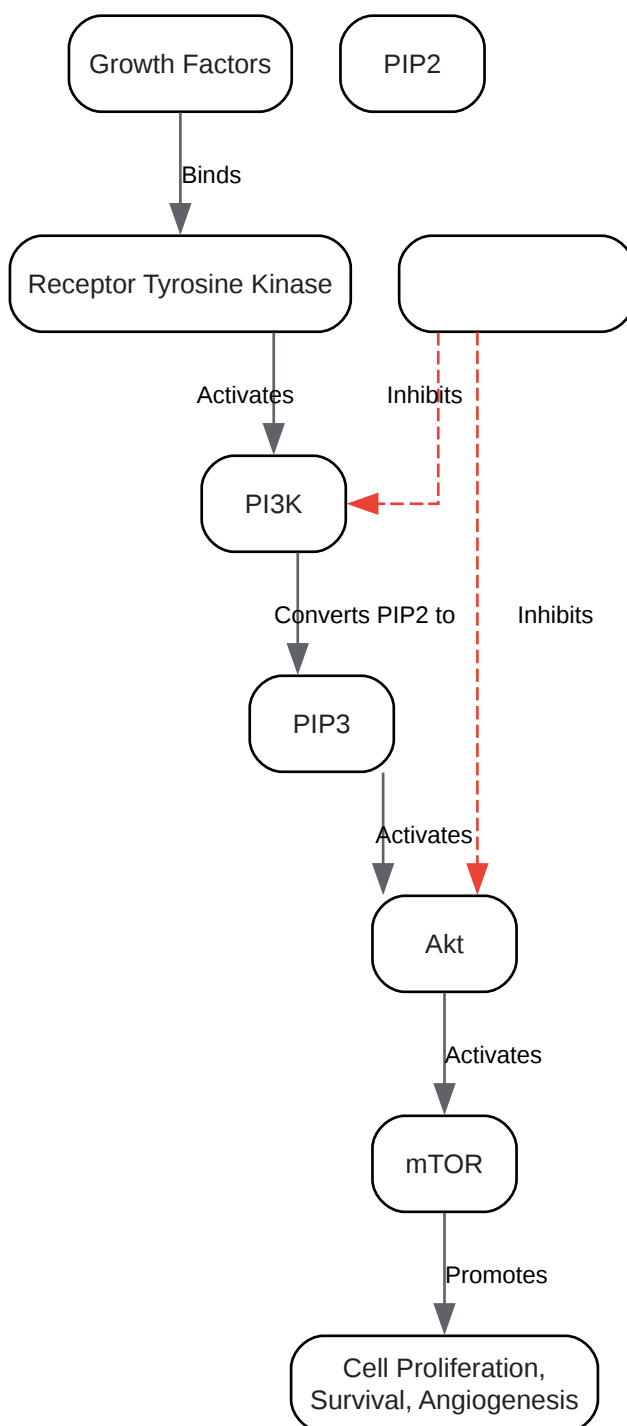 Growth Factors
PIP2
Binds
Receptor Tyrosine Kinase
Activates
Inhibits
PI3K
Converts PIP2 to
Inhibits
PIP3
Activates
Akt
Activates
mTOR
Promotes
Cell Proliferation,
Survival, Angiogenesis